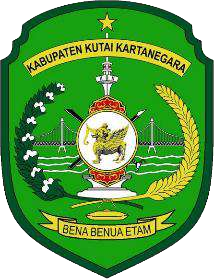 KABUPATEN KUTAI KARTANEGARA
BENA BENUA ETAM